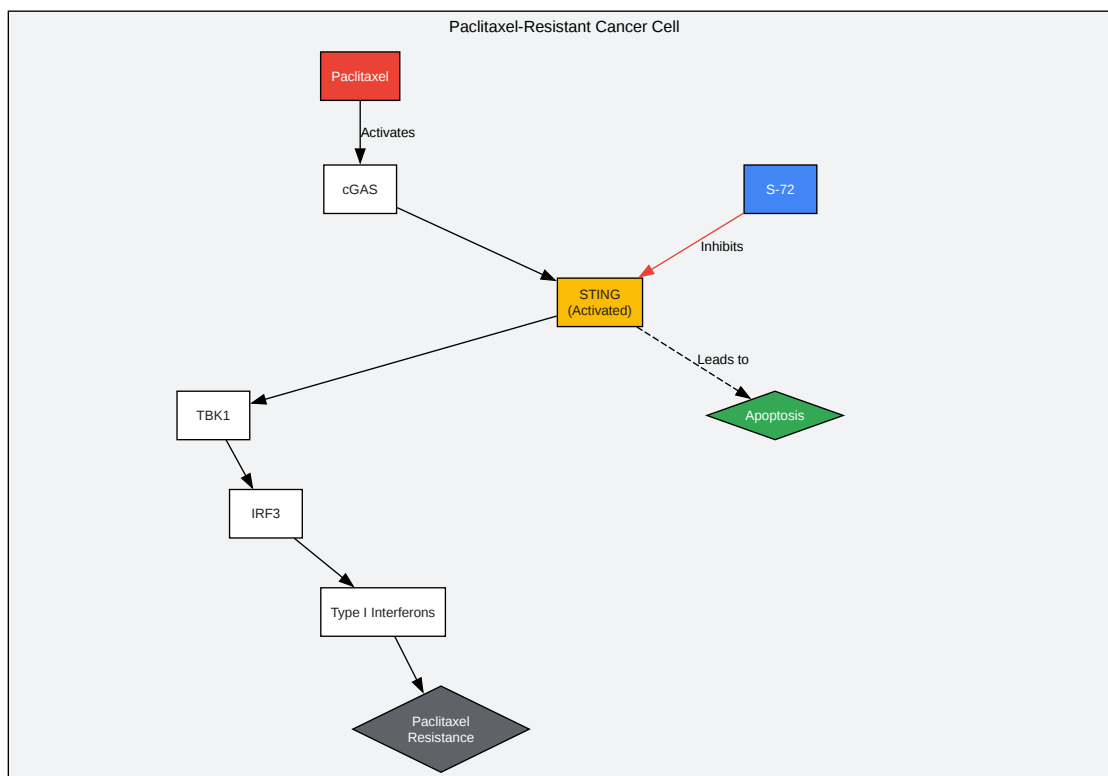 Paclitaxel-Resistant Cancer Cell
Paclitaxel
Activates
cGAS
S-72
Inhibits
STING
(Activated)
Leads to
TBK1
Apoptosis
IRF3
Type I Interferons
Paclitaxel
Resistance